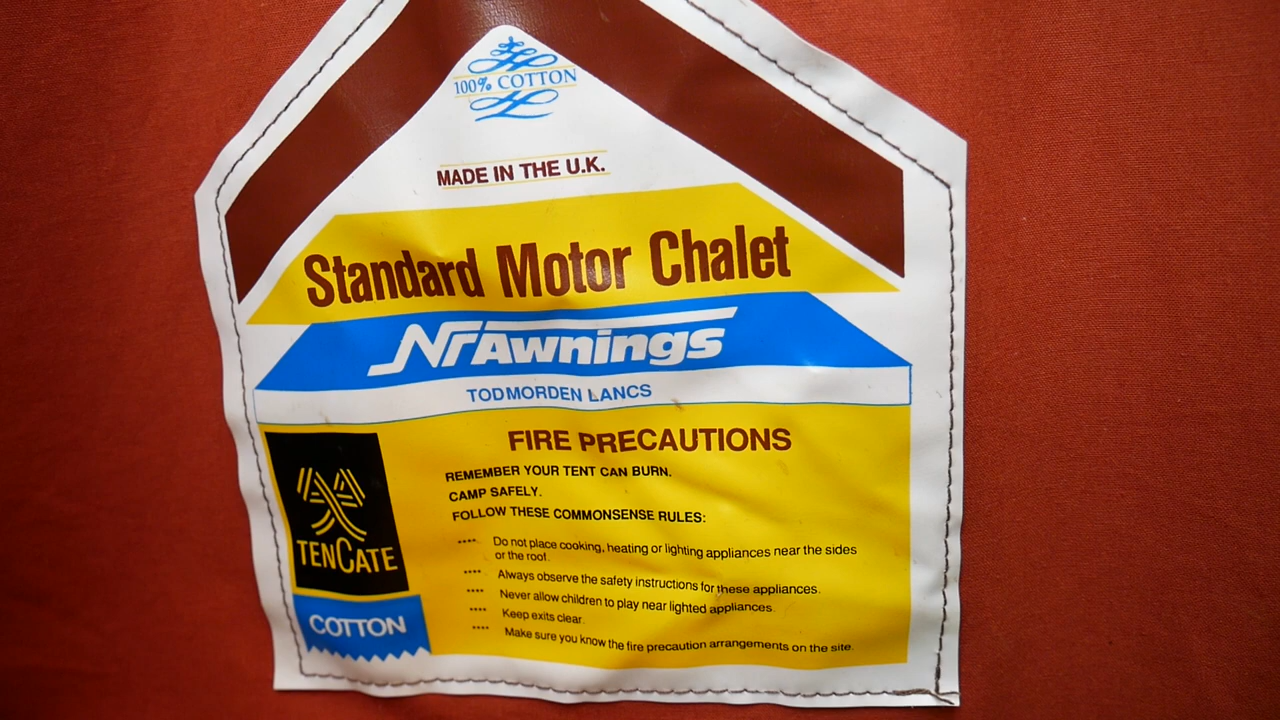 100% COTTON
MADE IN THE U.K.
Standard Motor Chalet
NrAwnings
TODMORDEN LANCS
FIRE PRECAUTIONS
REMEMBER YOUR TENT CAN BURN.
CAMP SAFELY.
FOLLOW THESE COMMONSENSE RULES:
**** Do not place cooking, heating or lighting appliances near the sides
or the roof.
**** Always observe the safety instructions for these appliances.
**** Never allow children to play near lighted appliances.
**** Keep exits clear.
**** Make sure you know the fire precaution arrangements on the site.
TENCATE
COTTON